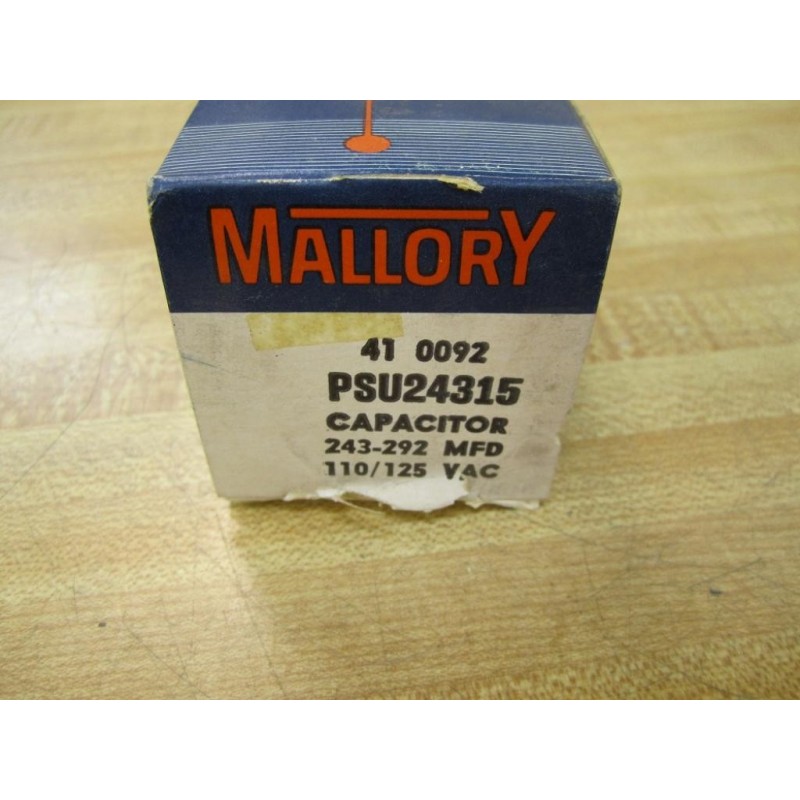 MALLORY
41 0092
PSU24315
CAPACITOR
243-292 MFD
110/125 VAC